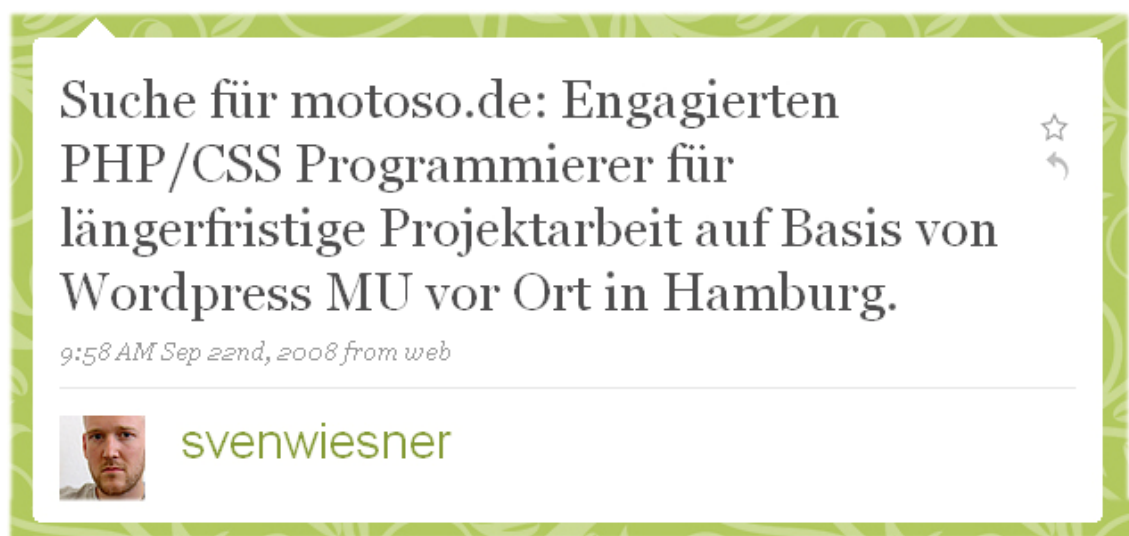 Suche für motoso.de: Engagierten
PHP/CSS Programmierer für
längerfristige Projektarbeit auf Basis von
Wordpress MU vor Ort in Hamburg.
9:58 AM Sep 22nd, 2008 from web
svenwiesner